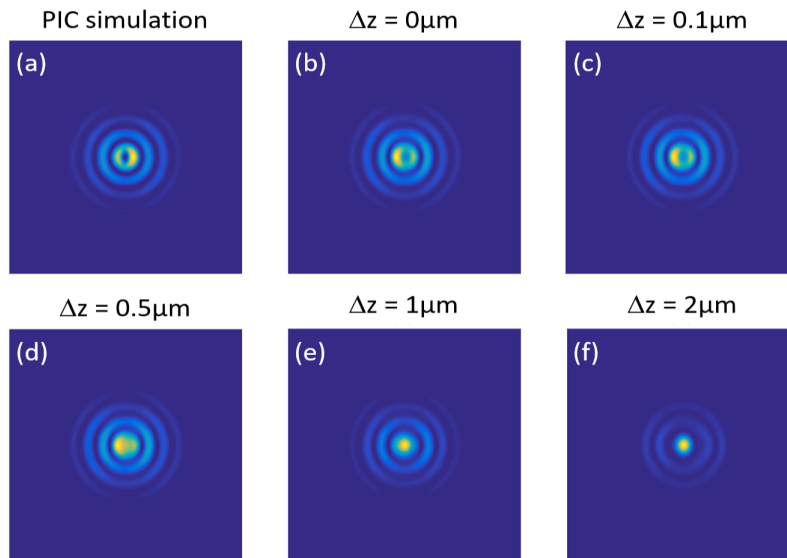 PIC simulation
Δz = 0μm
Δz = 0.1μm
(a)
(b)
(c)
Δz = 0.5μm
Δz = 1μm
Δz = 2μm
(d)
(e)
(f)